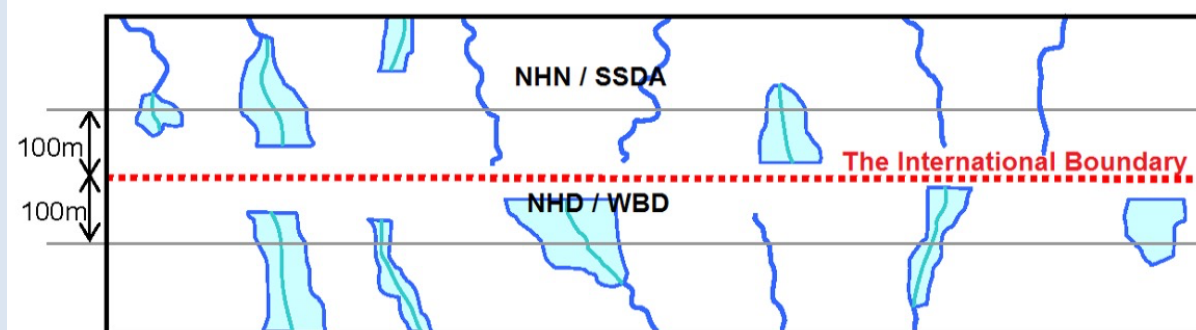 NHN / SSDA
100m
The International Boundary
100m
NHD / WBD